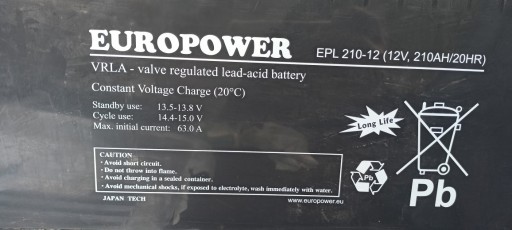 EUROPOWER
EPL 210-12 (12V, 210AH/20HR)
VRLA - valve regulated lead-acid battery
Constant Voltage Charge (20°C)
Standby use: 13.5-13.8 V
Cycle use: 14.4-15.0 V
Max. initial current: 63.0 A
Long Life
CAUTION
· Avoid short circuit.
· Do not throw into flame.
· Avoid charging in a sealed container.
· Avoid mechanical shocks, if exposed to electrolyte, wash immediately with water.
Pb
Pb
JAPAN TECH
www.europower.eu